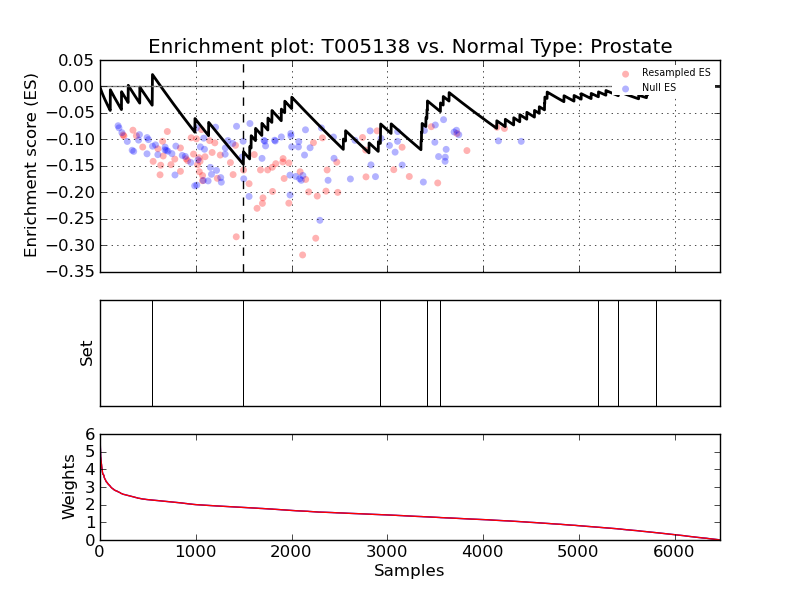 Enrichment plot: T005138 vs. Normal Type: Prostate
Enrichment score (ES)
0.05
0.00
−0.05
−0.10
−0.15
−0.20
−0.25
−0.30
−0.35
Resampled ES
Null ES
Set
Weights
6
5
4
3
2
1
0
0 1000 2000 3000 4000 5000 6000
Samples